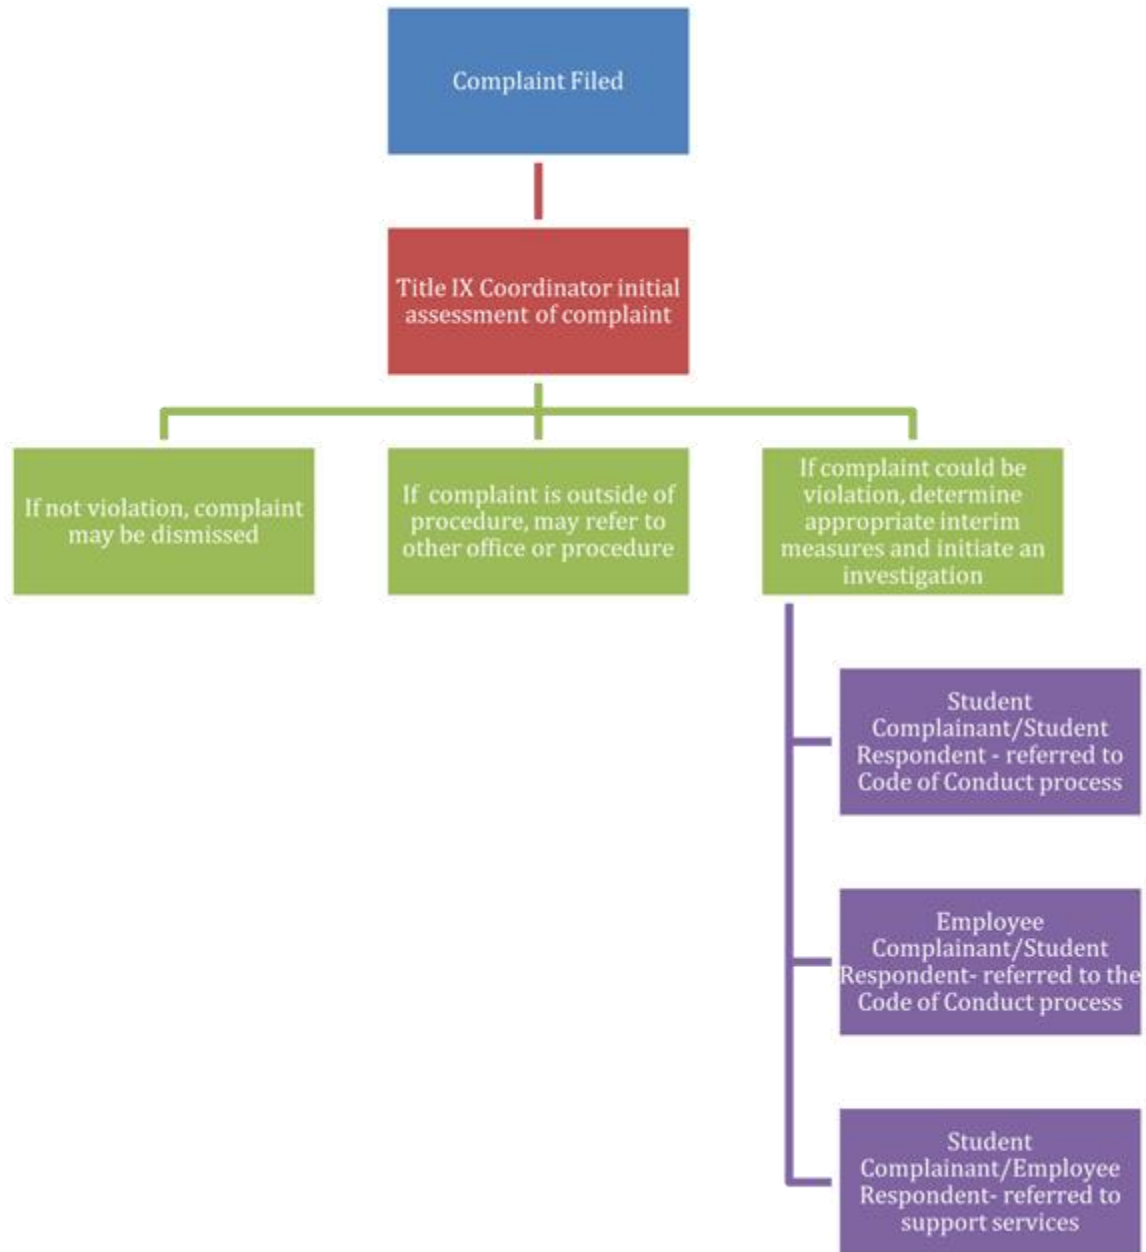 Complaint Filed
Title IX Coordinator initial
assessment of complaint
If not violation, complaint
may be dismissed
If complaint is outside of
procedure, may refer to
other office or procedure
If complaint could be
violation, determine
appropriate interim
measures and initiate an
investigation
Student
Complainant/Student
Respondent - referred to
Code of Conduct process
Employee
Complainant/Student
Respondent- referred to the
Code of Conduct process
Student
Complainant/Employee
Respondent- referred to
support services